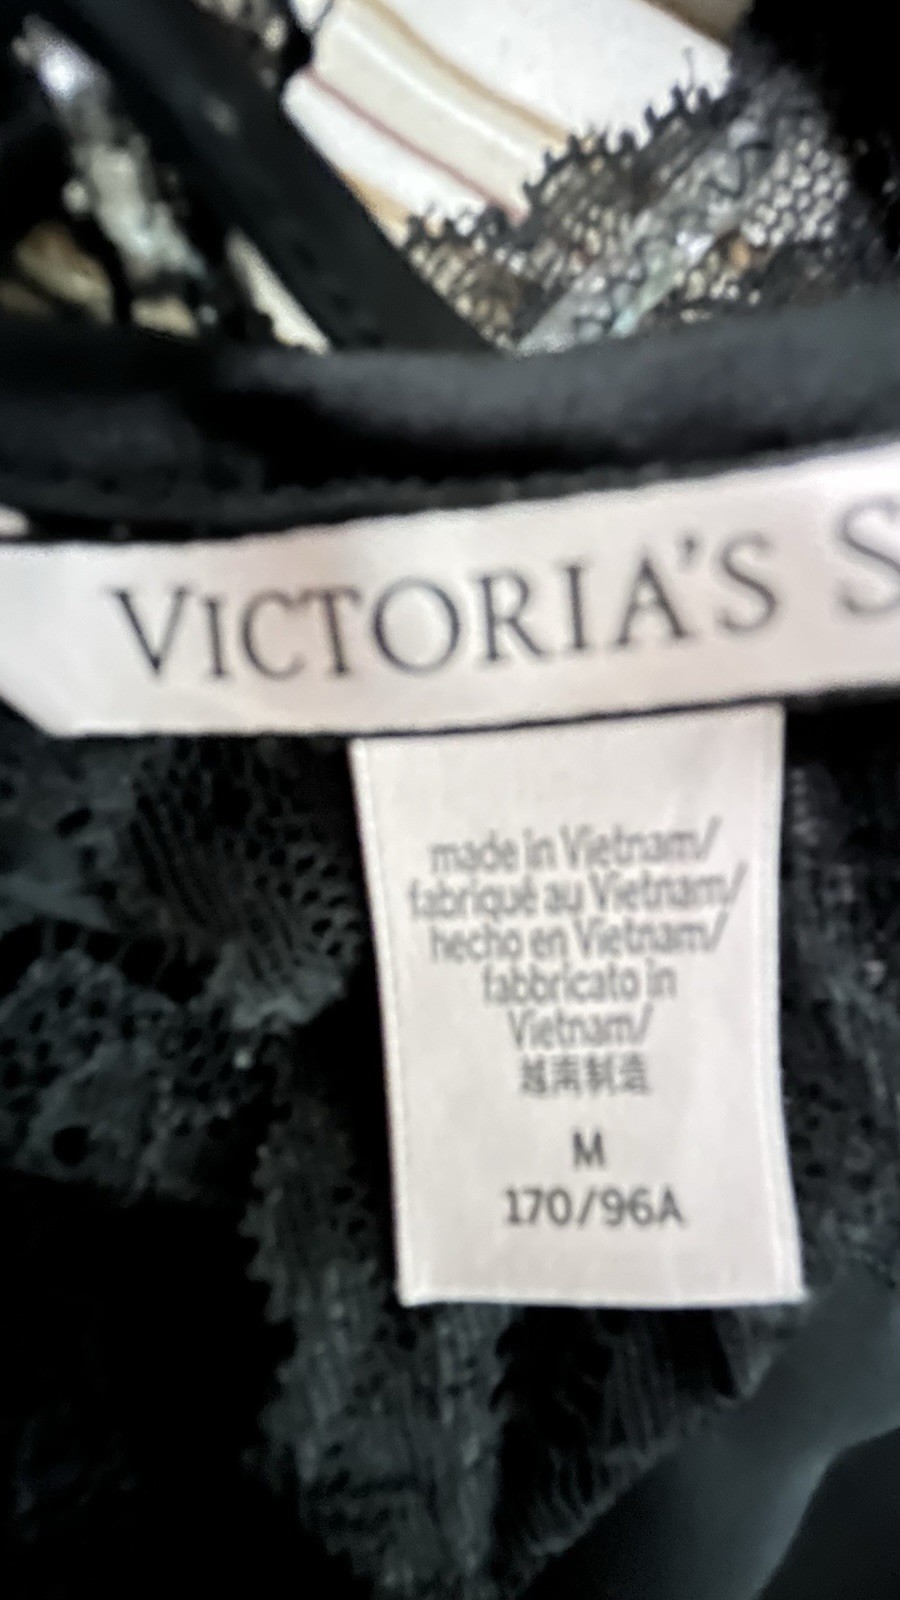 VICTORIA'S S
made in Vietnam/
fabriqué au Vietnam/
hecho en Vietnam/
fabbricato in
Vietnam/
越南制造
M
170/96A